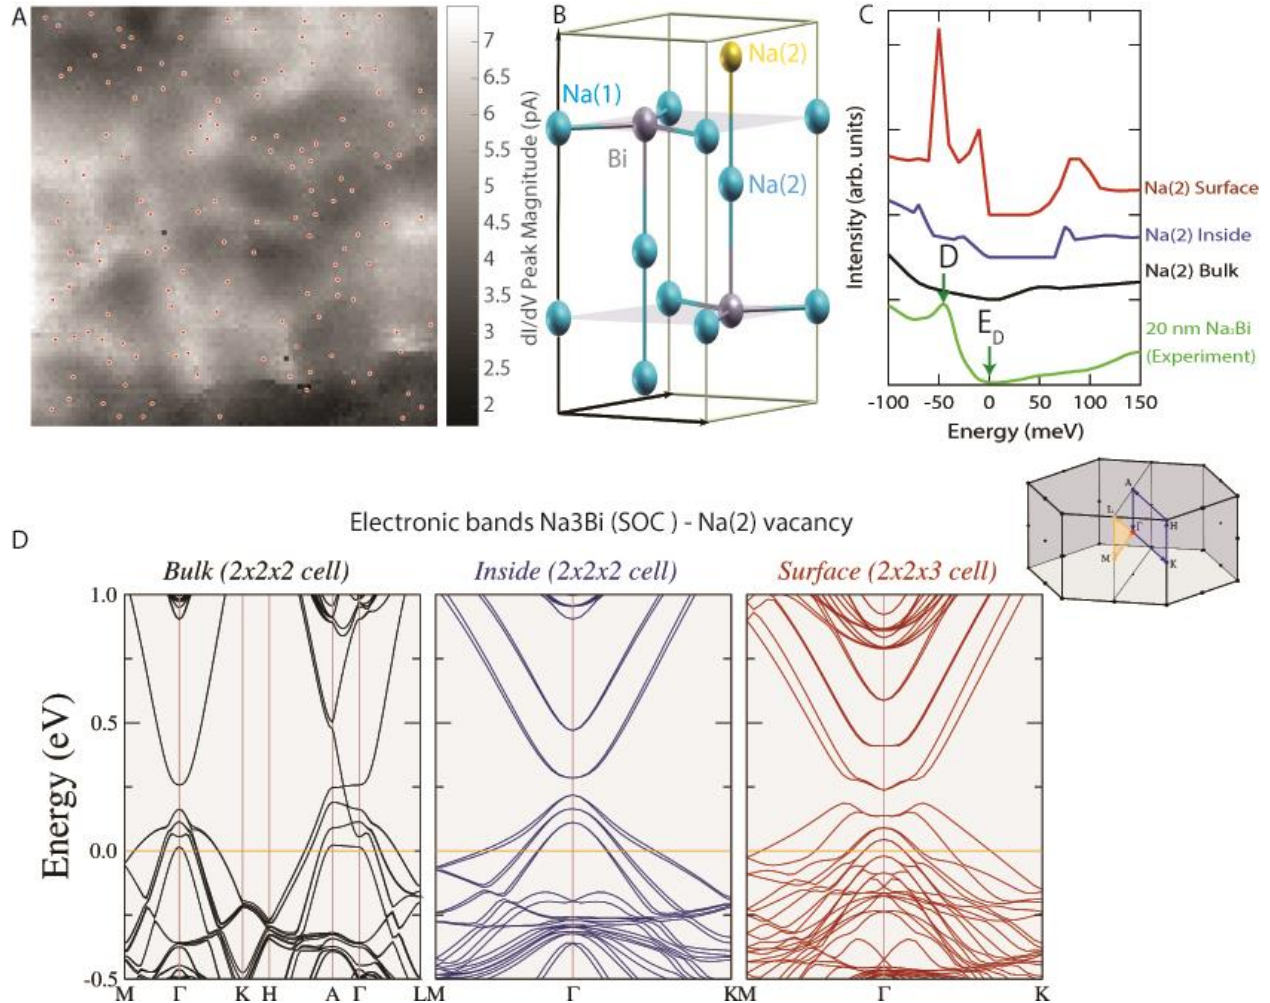 A
7
6.5
6
5.5
5
4.5
4
3.5
3
2.5
2
dI/dV Peak Magnitude (pA)
B
Na(2)
Na(1)
Bi
Na(2)
C
Intensity (arb. units)
Na(2) Surface
Na(2) Inside
D
Na(2) Bulk
E_D
20 nm Na₃Bi
(Experiment)
-100 -50 0 50 100 150
Energy (meV)
A
L
Γ
H
M
K
Electronic bands Na3Bi (SOC ) - Na(2) vacancy
D
Bulk (2x2x2 cell)
Inside (2x2x2 cell)
Surface (2x2x3 cell)
Energy (eV)
1.0
0.5
0.0
-0.5
M Γ K H A Γ L
M Γ K
M Γ K